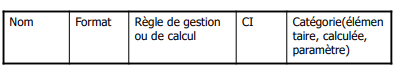 Nom Format Règle de gestion CI Catégorie(élémen
ou de calcul taire, calculée,
paramètre)